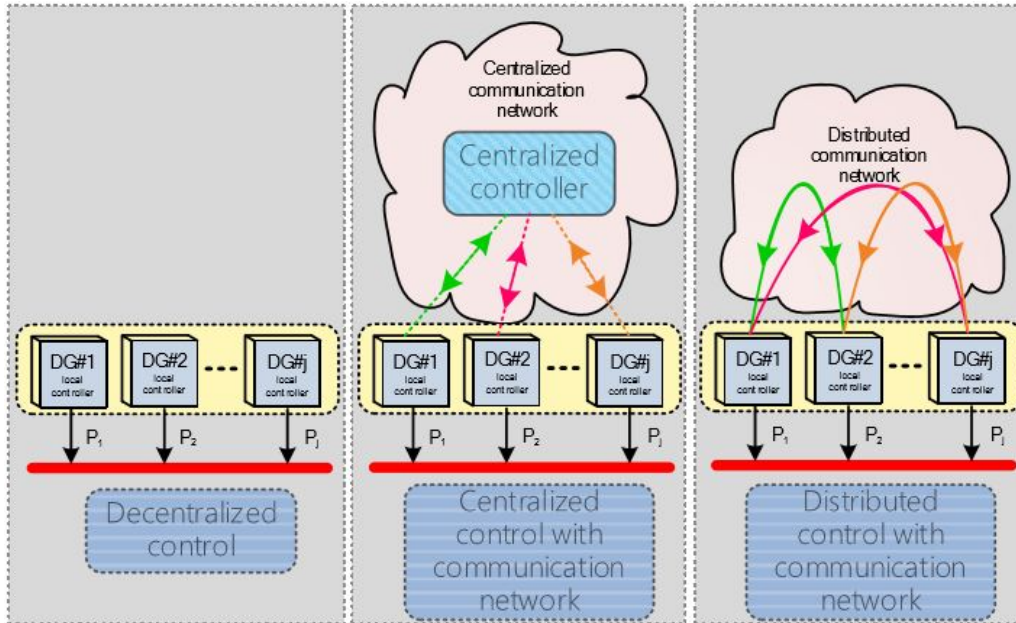 DG#1
local
controller
DG#2
local
controller
DG#j
local
controller
P1
P2
Pj
Decentralized
control
Centralized
communication
network
Centralized
controller
DG#1
local
controller
DG#2
local
controller
DG#j
local
controller
P1
P2
Pj
Centralized
control with
communication
network
Distributed
communication
network
DG#1
local
controller
DG#2
local
controller
DG#j
local
controller
P1
P2
Pj
Distributed
control with
communication
network